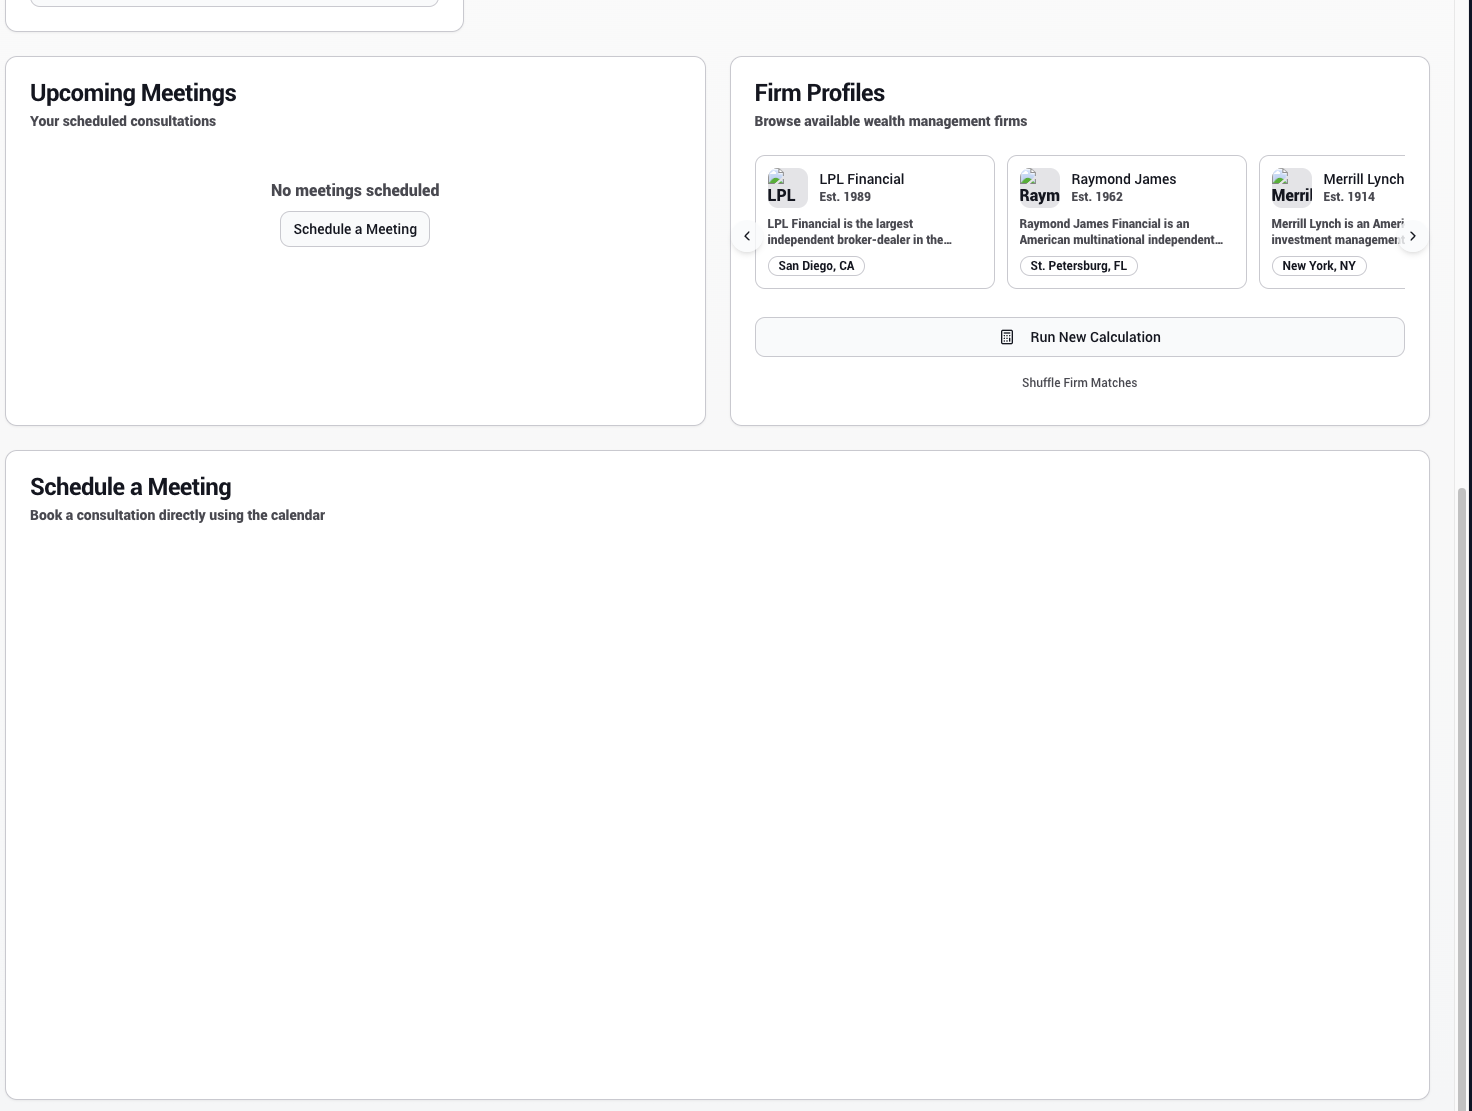 Upcoming Meetings
Your scheduled consultations
No meetings scheduled
Schedule a Meeting
Firm Profiles
Browse available wealth management firms
LPL
LPL Financial
Est. 1989
LPL Financial is the largest
independent broker-dealer in the...
San Diego, CA
Raym
Raymond James
Est. 1962
Raymond James Financial is an
American multinational independent...
St. Petersburg, FL
Merril
Merrill Lynch
Est. 1914
Merrill Lynch is an Ameri
investment management
New York, NY
Run New Calculation
Shuffle Firm Matches
Schedule a Meeting
Book a consultation directly using the calendar